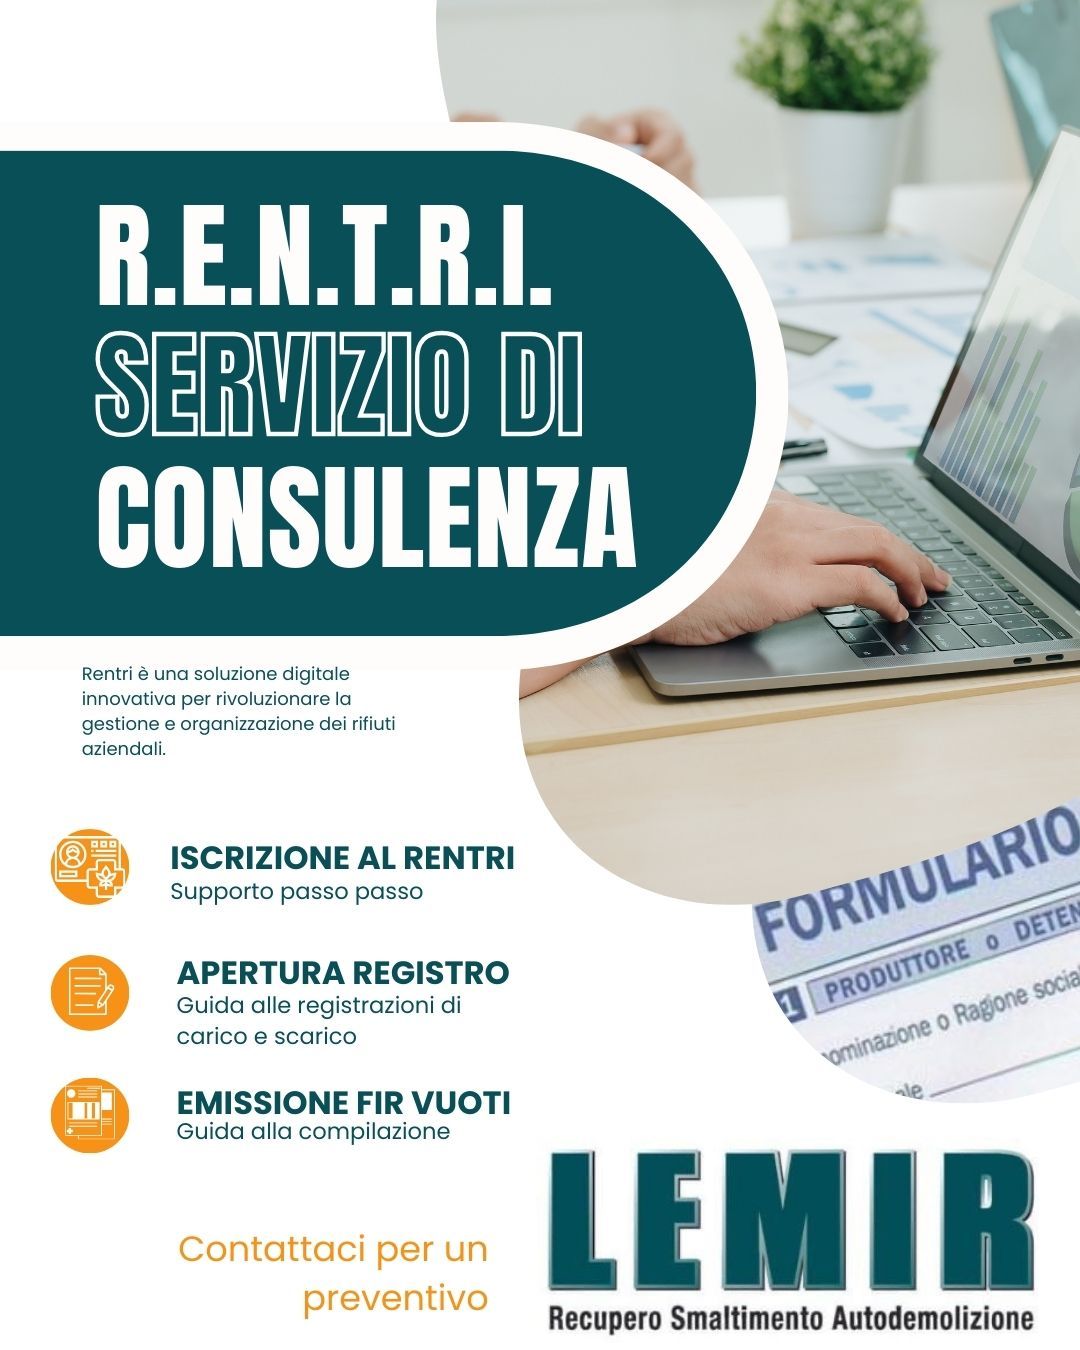 R.E.N.T.R.I.
SERVIZIO DI
CONSULENZA
Rentri è una soluzione digitale
innovativa per rivoluzionare la
gestione e organizzazione dei rifiuti
aziendali.
ISCRIZIONE AL RENTRI
Supporto passo passo
APERTURA REGISTRO
Guida alle registrazioni di
carico e scarico
EMISSIONE FIR VUOTI
Guida alla compilazione
FORMULARIO
1 PRODUTTORE o DETEN
ominazione o Ragione socia
Contattaci per un
preventivo
LEMIR
Recupero Smaltimento Autodemolizione